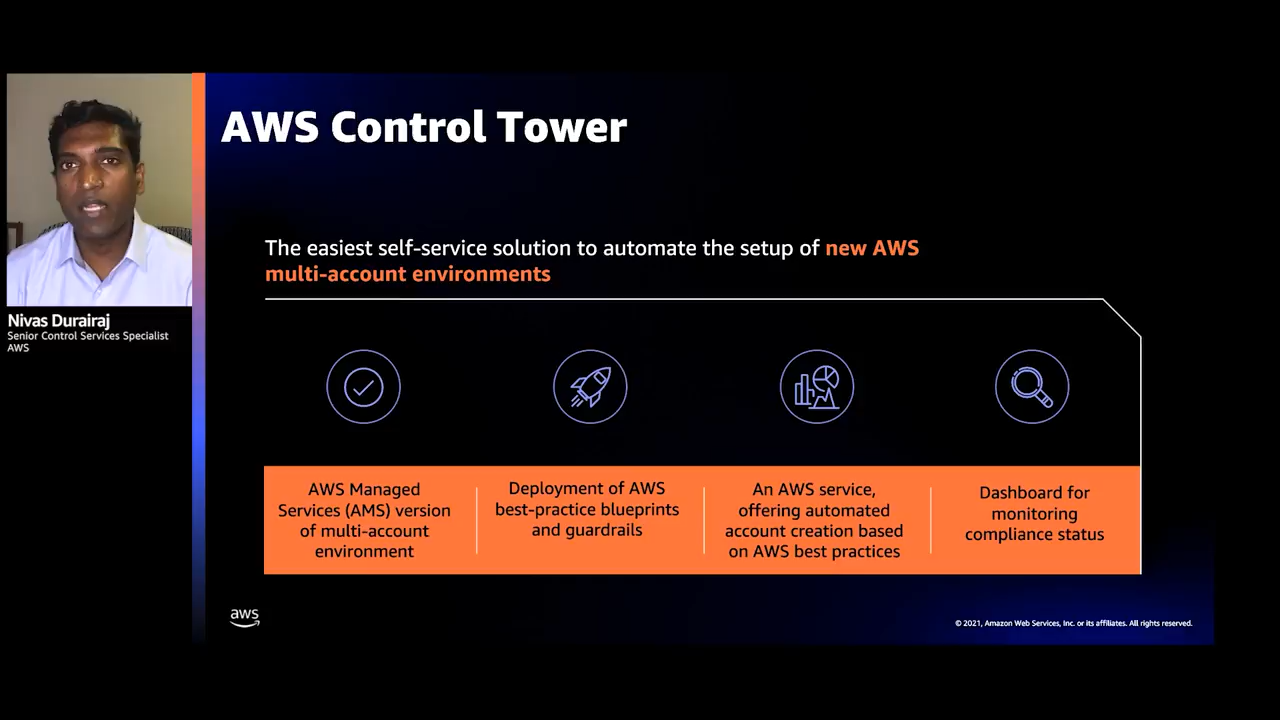 AWS Control Tower
The easiest self-service solution to automate the setup of new AWS
multi-account environments
Nivas Durairaj
Senior Control Services Specialist
AWS
AWS Managed
Services (AMS) version
of multi-account
environment
Deployment of AWS
best-practice blueprints
and guardrails
An AWS service,
offering automated
account creation based
on AWS best practices
Dashboard for
monitoring
compliance status
aws
© 2021, Amazon Web Services, Inc. or its affiliates. All rights reserved.